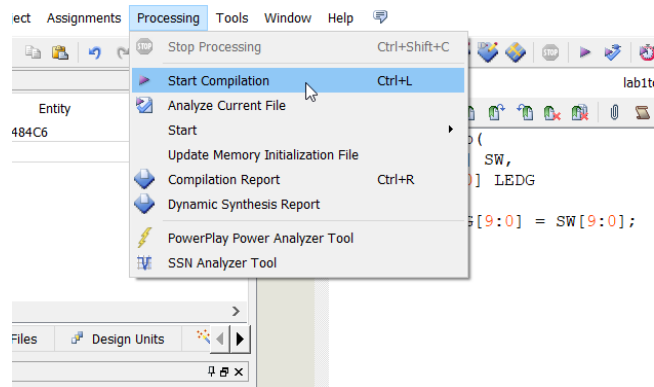 ect Assignments Processing Tools Window Help
Stop Processing Ctrl+Shift+C
Start Compilation Ctrl+L
lab1to
Analyze Current File
Entity
484C6
Start
Update Memory Initialization File
Compilation Report Ctrl+R
Dynamic Synthesis Report
PowerPlay Power Analyzer Tool
SSN Analyzer Tool
o(
] SW,
)] LEDG
G[9:0] = SW[9:0];
Files Design Units